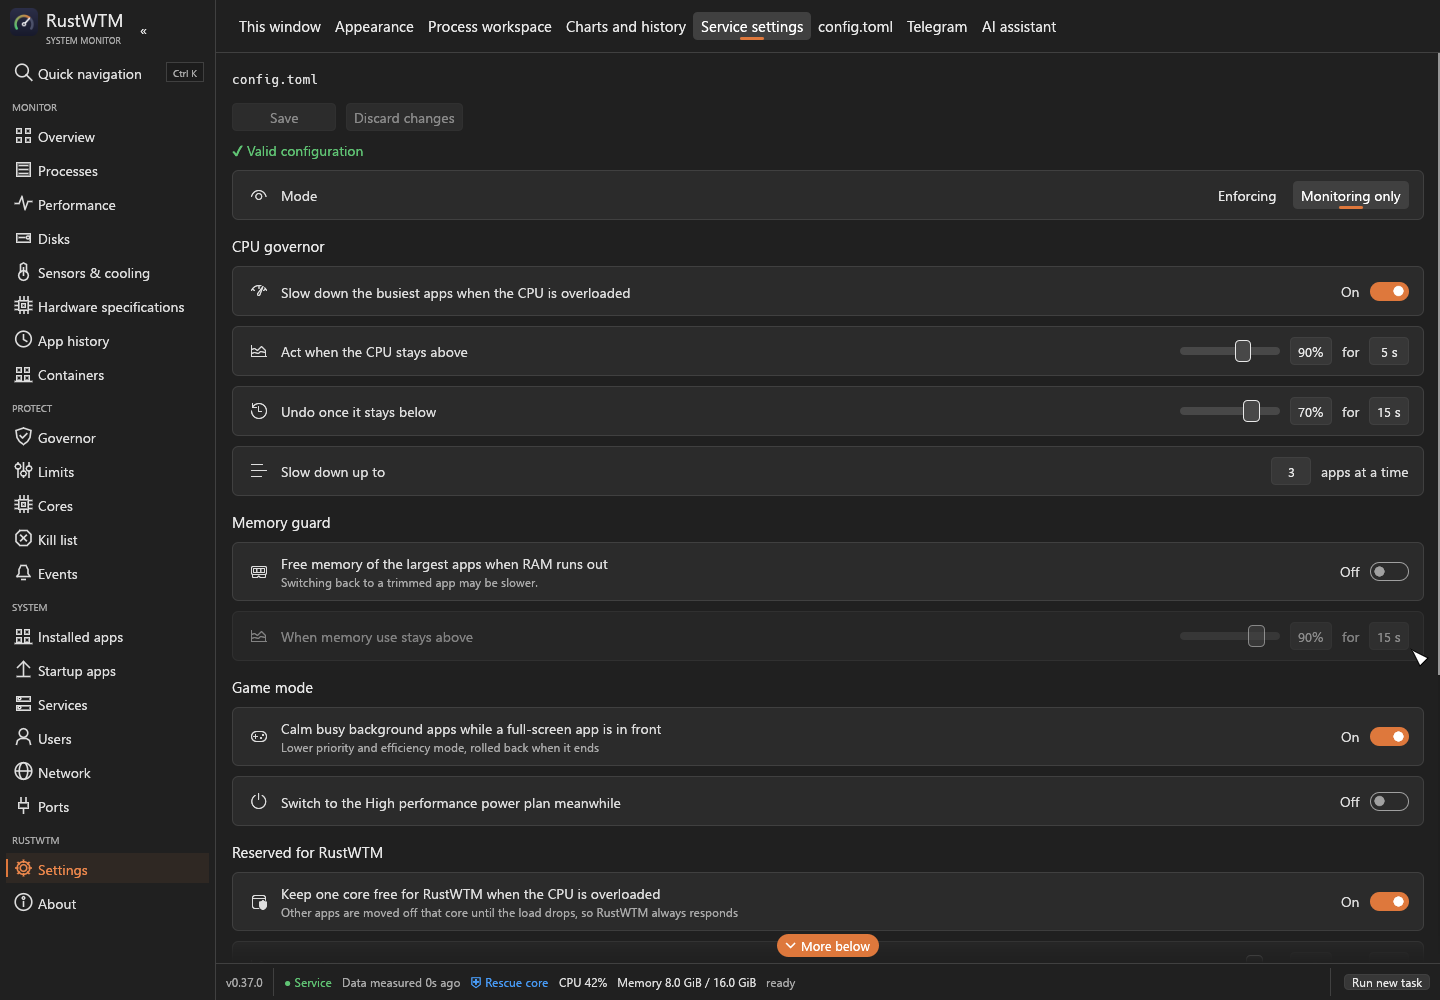 RustWTM
SYSTEM MONITOR
«
Quick navigation
Ctrl K
MONITOR
Overview
Processes
Performance
Disks
Sensors & cooling
Hardware specifications
App history
Containers
PROTECT
Governor
Limits
Cores
Kill list
Events
SYSTEM
Installed apps
Startup apps
Services
Users
Network
Ports
RUSTWTM
Settings
About
This window
Appearance
Process workspace
Charts and history
Service settings
config.toml
Telegram
AI assistant
config.toml
Save
Discard changes
✓ Valid configuration
Mode
Enforcing
Monitoring only
CPU governor
Slow down the busiest apps when the CPU is overloaded
On
Act when the CPU stays above
90% for 5 s
Undo once it stays below
70% for 15 s
Slow down up to
3 apps at a time
Memory guard
Free memory of the largest apps when RAM runs out
Switching back to a trimmed app may be slower.
Off
When memory use stays above
90% for 15 s
Game mode
Calm busy background apps while a full-screen app is in front
Lower priority and efficiency mode, rolled back when it ends
On
Switch to the High performance power plan meanwhile
Off
Reserved for RustWTM
Keep one core free for RustWTM when the CPU is overloaded
Other apps are moved off that core until the load drops, so RustWTM always responds
On
More below
v0.37.0
Service
Data measured 0s ago
Rescue core
CPU 42%
Memory 8.0 GiB / 16.0 GiB
ready
Run new task